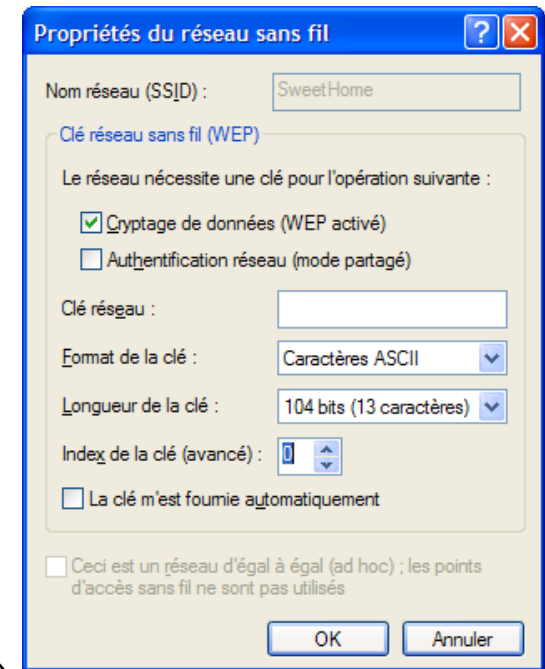 Propriétés du réseau sans fil
Nom réseau (SSID) : SweetHome
Clé réseau sans fil (WEP)
Le réseau nécessite une clé pour l'opération suivante :
Cryptage de données (WEP activé)
Authentification réseau (mode partagé)
Clé réseau :
Format de la clé : Caractères ASCII
Longueur de la clé : 104 bits (13 caractères)
Index de la clé (avancé) : 0
La clé m'est fournie automatiquement
Ceci est un réseau d'égal à égal (ad hoc) ; les points
d'accès sans fil ne sont pas utilisés
OK Annuler